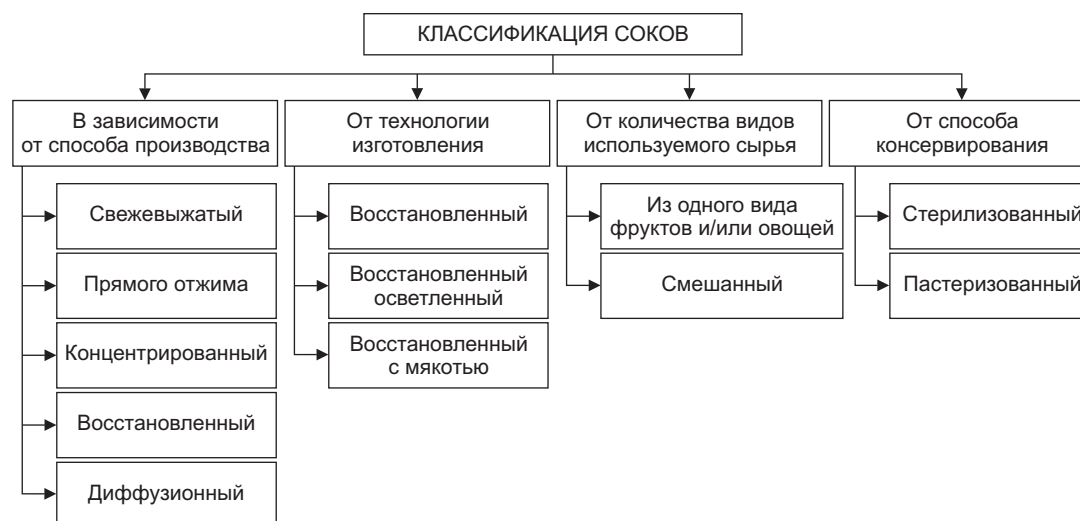 КЛАССИФИКАЦИЯ СОКОВ
В зависимости
от способа производства
Свежевыжатый
Прямого отжима
Концентрированный
Восстановленный
Диффузионный
От технологии
изготовления
Восстановленный
Восстановленный
осветленный
Восстановленный
с мякотью
От количества видов
используемого сырья
Из одного вида
фруктов и/или овощей
Смешанный
От способа
консервирования
Стерилизованный
Пастеризованный